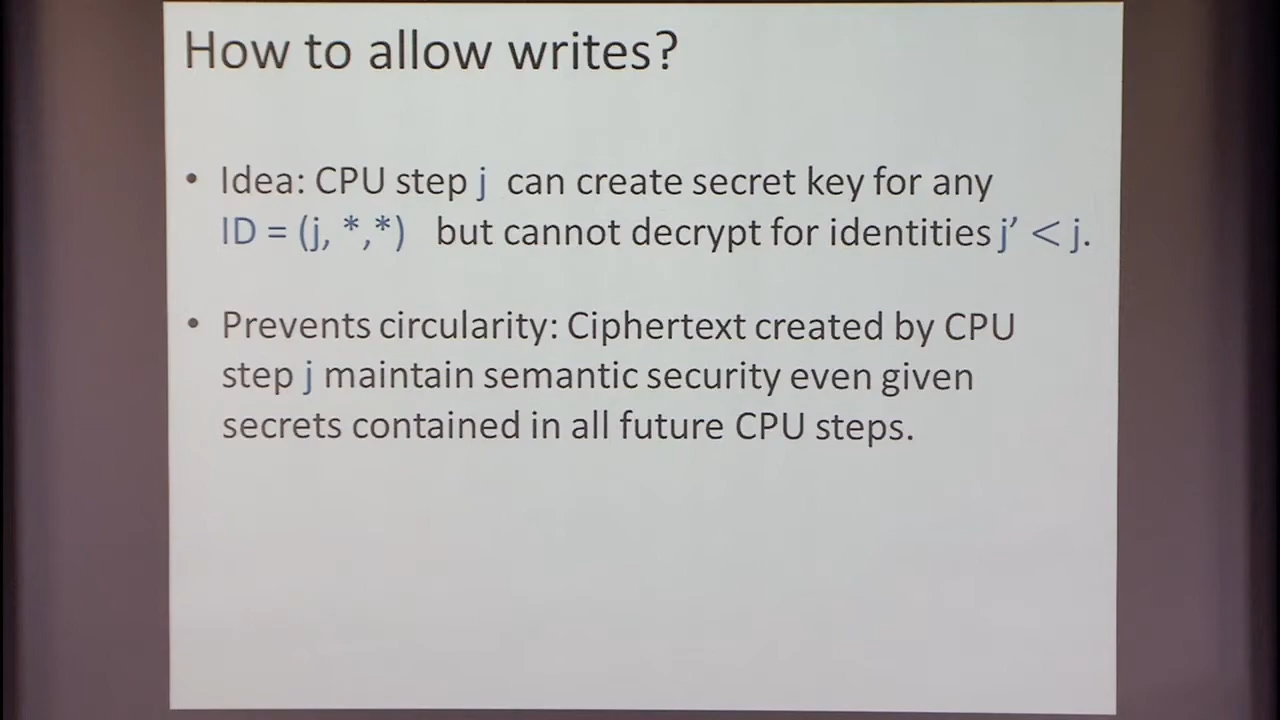 How to allow writes?
• Idea: CPU step j can create secret key for any
ID = (j, *,*) but cannot decrypt for identities j’ < j.
• Prevents circularity: Ciphertext created by CPU
step j maintain semantic security even given
secrets contained in all future CPU steps.